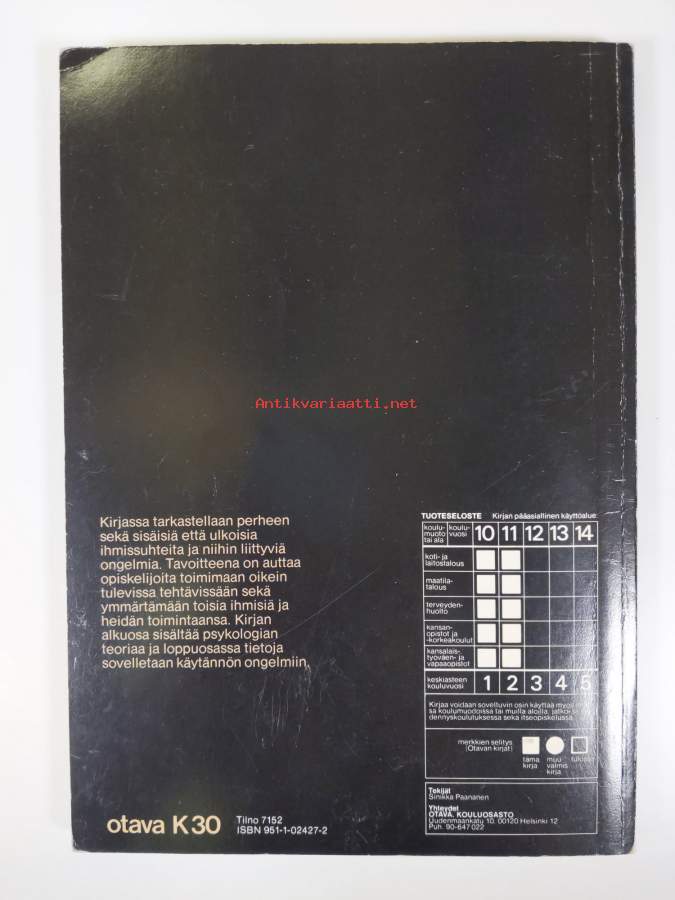 Antikvariaatti.net
Kirjassa tarkastellaan perheen
sekä sisäisiä että ulkoisia
ihmissuhteita ja niihin liittyviä
ongelmia. Tavoitteena on auttaa
opiskelijoita toimimaan oikein
tulevissa tehtävissään sekä
ymmärtämään toisia ihmisiä ja
heidän toimintaansa. Kirjan
alkuosa sisältää psykologian
teoriaa ja loppuosassa tietoja
sovelletaan käytännön ongelmiin.
otava K30
Tilno 7152
ISBN 951-1-02427-2
TUOTESELOSTE Kirjan pääasiallinen käyttöalue:
koulu-
muoto
tai ala
koulu-
vuosi
10 11 12 13 14
koti- ja
laitostalous
maatila-
talous
terveyden-
huolto
kansan-
opistot ja
-korkeakoulut
kansalais-,
työväen- ja
vapaaopistot
keskiasteen
kouluvuosi
1 2 3 4 5
Kirjaa voidaan soveltuvin osin käyttää myös
sa koulumuodoissa tai muilla aloilla,
dennyskoulutuksessa sekä itseopiskelussa.
merkkien selitys
(Otavan kirjat)
tämä
kirja
muu
valmis
kirja
Tekijät
Sinikka Paananen
Yhteydet
OTAVA, KOULUOSASTO
Uudenmaankatu 10, 00120 Helsinki 12
Puh. 90-647 022